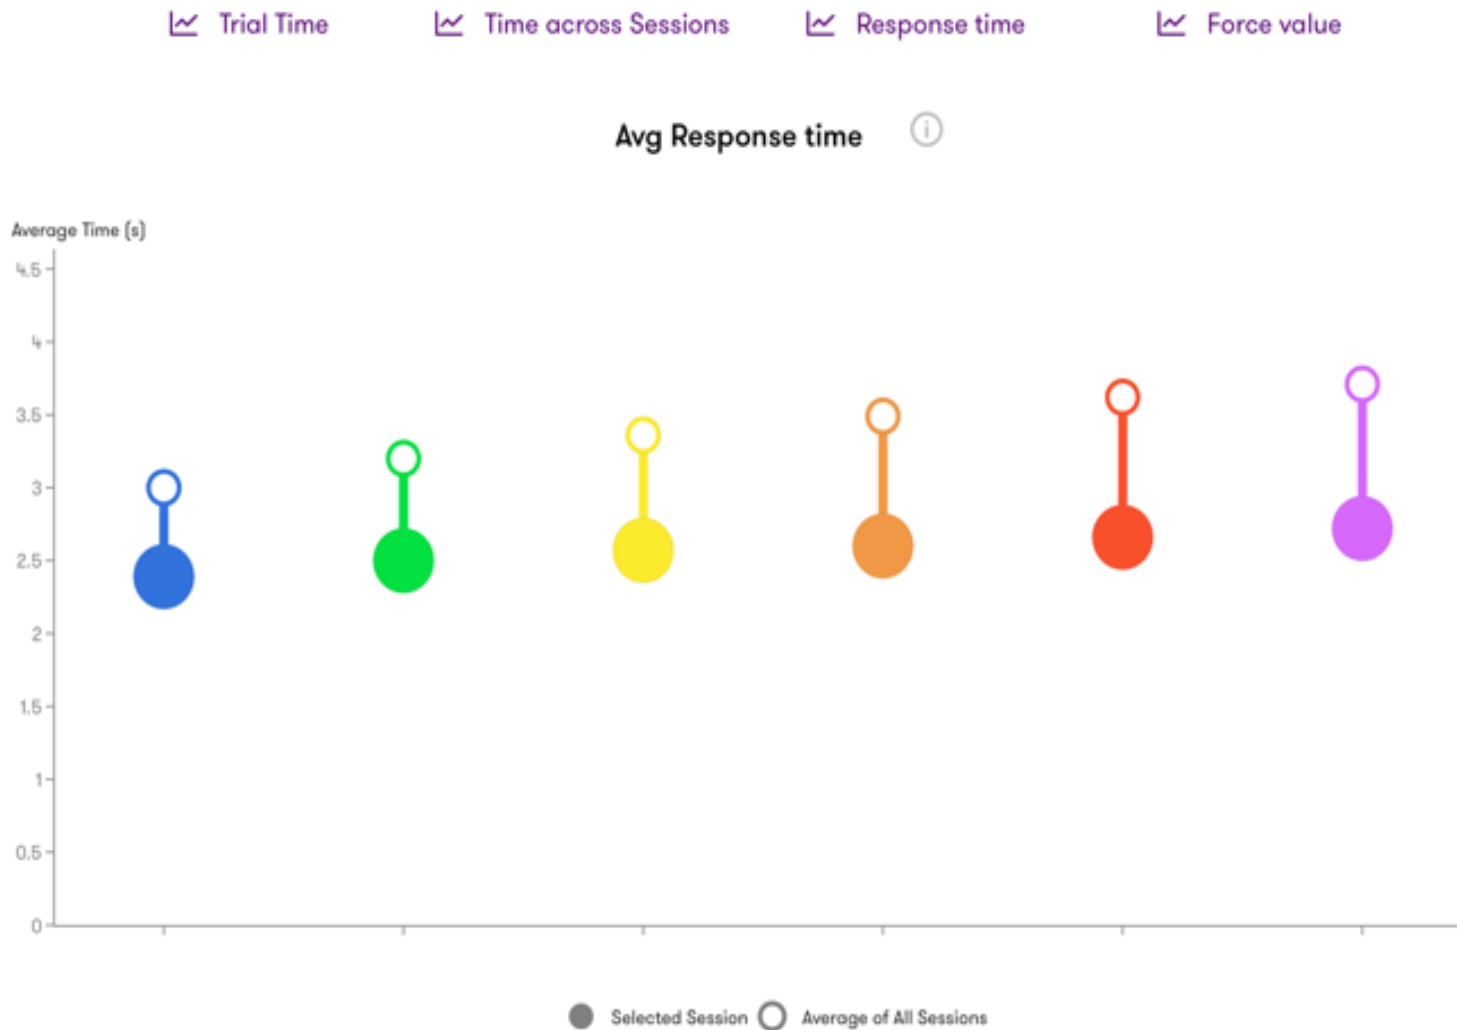 Trial Time
Time across Sessions
Response time
Force value
Avg Response time
i
Average Time (s)
4.5
4
3.5
3
2.5
2
1.5
1
0.5
0
Selected Session
Average of All Sessions